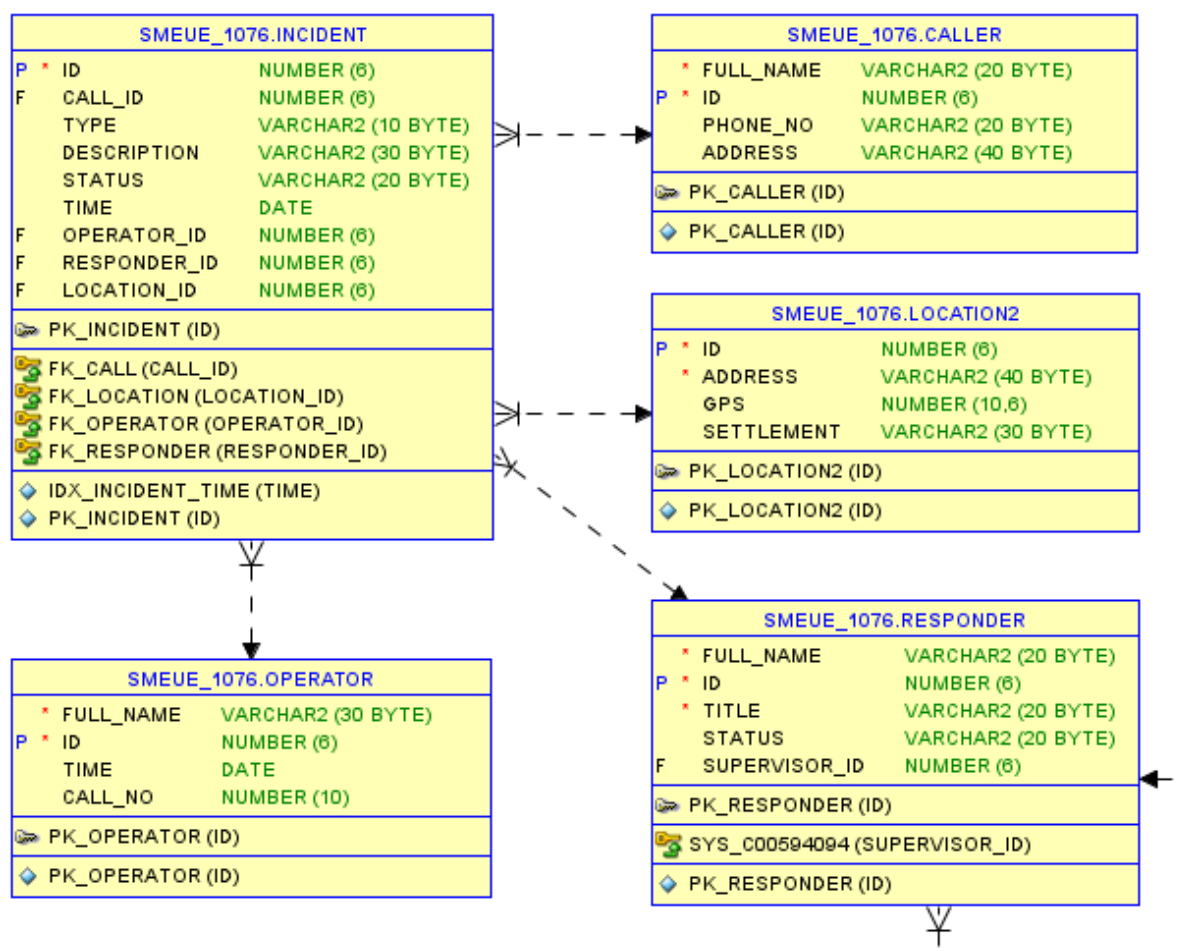 SMEUE_1076.INCIDENT
P * ID NUMBER (6)
F CALL_ID NUMBER (6)
TYPE VARCHAR2 (10 BYTE)
DESCRIPTION VARCHAR2 (30 BYTE)
STATUS VARCHAR2 (20 BYTE)
TIME DATE
F OPERATOR_ID NUMBER (6)
F RESPONDER_ID NUMBER (6)
F LOCATION_ID NUMBER (6)
PK_INCIDENT (ID)
FK_CALL (CALL_ID)
FK_LOCATION (LOCATION_ID)
FK_OPERATOR (OPERATOR_ID)
FK_RESPONDER (RESPONDER_ID)
IDX_INCIDENT_TIME (TIME)
PK_INCIDENT (ID)
SMEUE_1076.CALLER
* FULL_NAME VARCHAR2 (20 BYTE)
P * ID NUMBER (6)
PHONE_NO VARCHAR2 (20 BYTE)
ADDRESS VARCHAR2 (40 BYTE)
PK_CALLER (ID)
PK_CALLER (ID)
SMEUE_1076.LOCATION2
P * ID NUMBER (6)
* ADDRESS VARCHAR2 (40 BYTE)
GPS NUMBER (10,6)
SETTLEMENT VARCHAR2 (30 BYTE)
PK_LOCATION2 (ID)
PK_LOCATION2 (ID)
SMEUE_1076.OPERATOR
* FULL_NAME VARCHAR2 (30 BYTE)
P * ID NUMBER (6)
TIME DATE
CALL_NO NUMBER (10)
PK_OPERATOR (ID)
PK_OPERATOR (ID)
SMEUE_1076.RESPONDER
* FULL_NAME VARCHAR2 (20 BYTE)
P * ID NUMBER (6)
* TITLE VARCHAR2 (20 BYTE)
STATUS VARCHAR2 (20 BYTE)
F SUPERVISOR_ID NUMBER (6)
PK_RESPONDER (ID)
SYS_C00594094 (SUPERVISOR_ID)
PK_RESPONDER (ID)